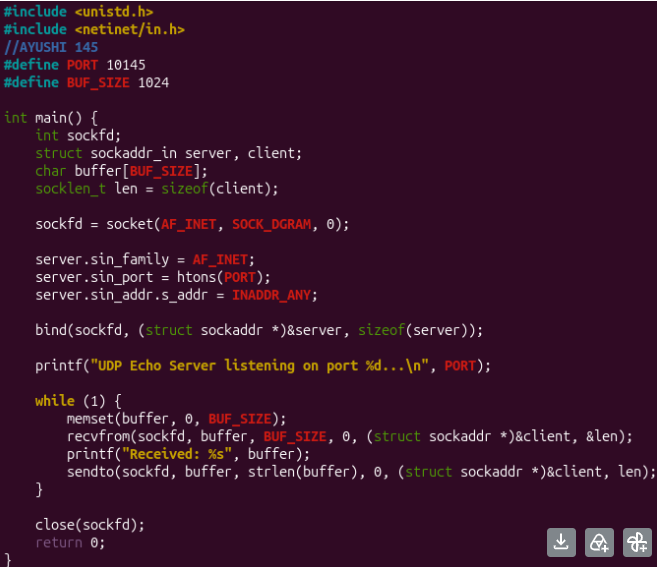 #include <unistd.h>
#include <netinet/in.h>
//AYUSHI 145
#define PORT 10145
#define BUF_SIZE 1024

int main() {
    int sockfd;
    struct sockaddr_in server, client;
    char buffer[BUF_SIZE];
    socklen_t len = sizeof(client);

    sockfd = socket(AF_INET, SOCK_DGRAM, 0);

    server.sin_family = AF_INET;
    server.sin_port = htons(PORT);
    server.sin_addr.s_addr = INADDR_ANY;

    bind(sockfd, (struct sockaddr *)&server, sizeof(server));

    printf("UDP Echo Server listening on port %d...\n", PORT);

    while (1) {
        memset(buffer, 0, BUF_SIZE);
        recvfrom(sockfd, buffer, BUF_SIZE, 0, (struct sockaddr *)&client, &len);
        printf("Received: %s", buffer);
        sendto(sockfd, buffer, strlen(buffer), 0, (struct sockaddr *)&client, len);
    }

    close(sockfd);
    return 0;
}